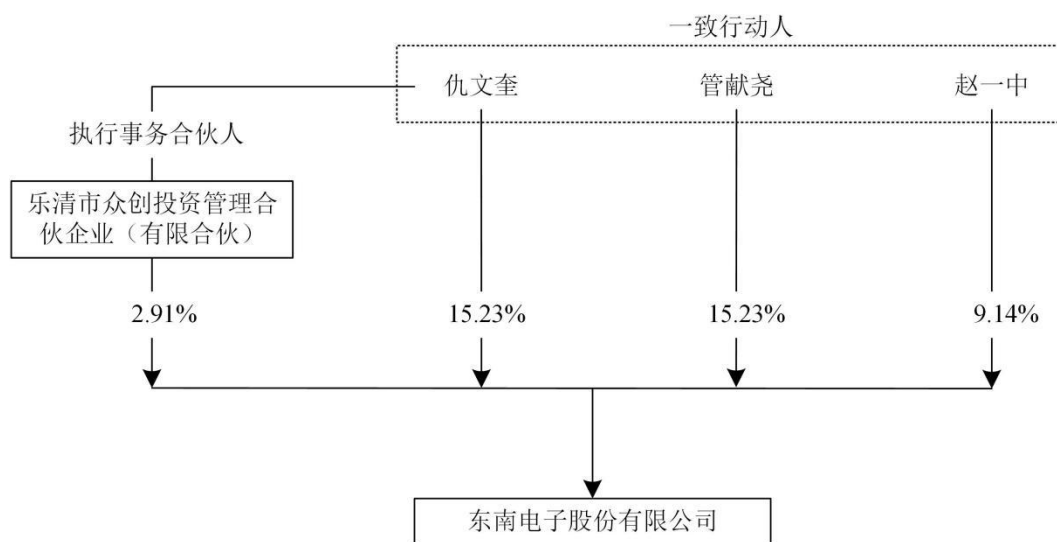 一致行动人
仇文奎
管献尧
赵一中
执行事务合伙人
乐清市众创投资管理合
伙企业（有限合伙）
2.91%
15.23%
15.23%
9.14%
东南电子股份有限公司